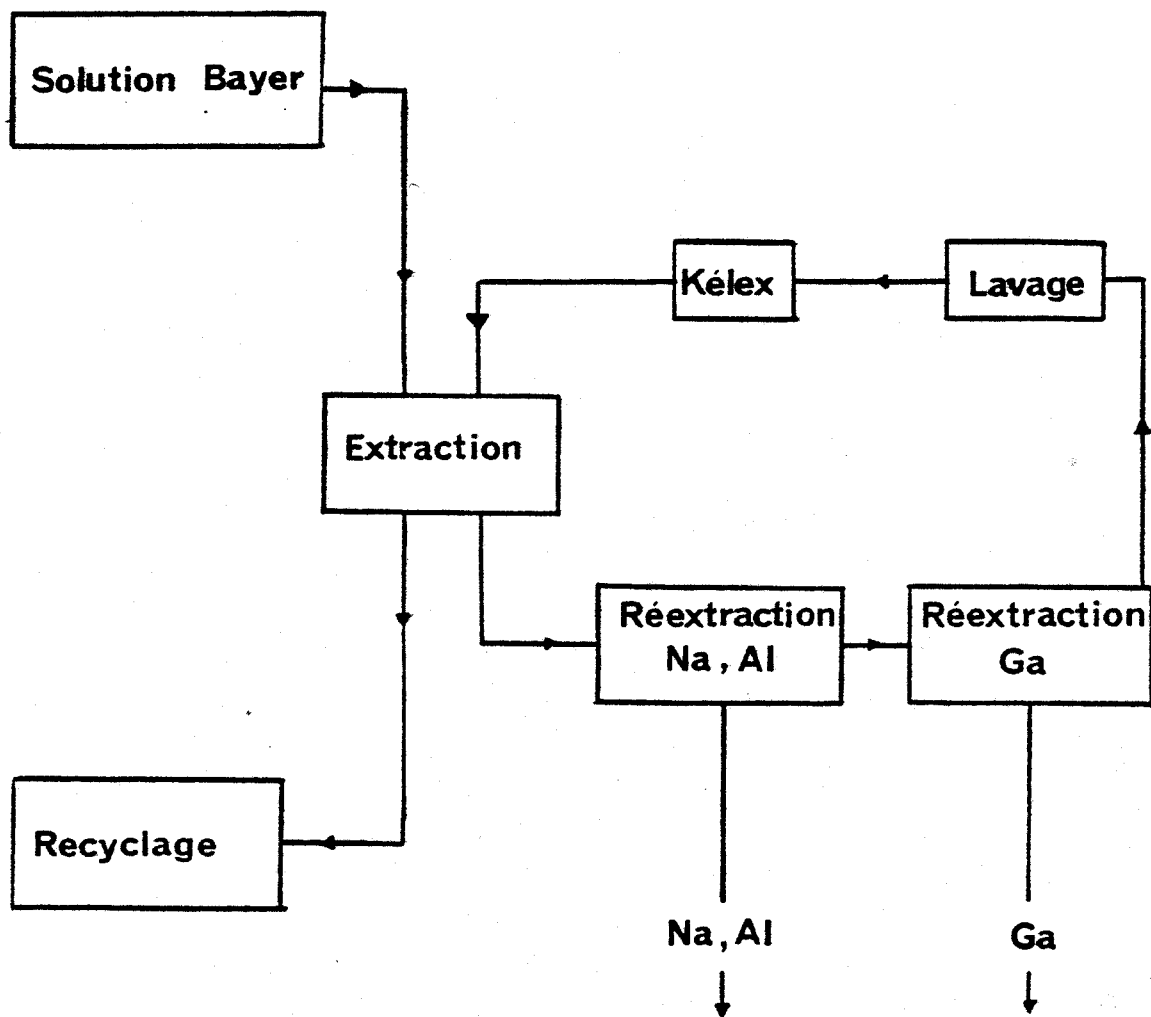 Solution Bayer
Kélex
Lavage
Extraction
Réextraction
Na, Al
Réextraction
Ga
Recyclage
Na, Al
Ga